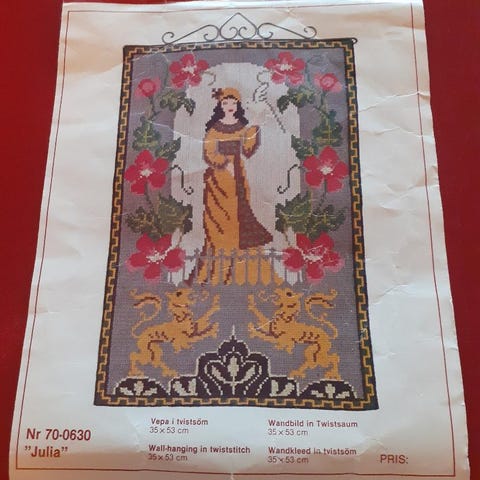 Nr 70-0630
"Julia"
Vepa i tvistsöm
35 x 53 cm
Wall-hanging in twiststitch
35 x 53 cm
Wandbild in Twistsaum
35 x 53 cm
Wandkleed in tvistsöm
35 x 53 cm
PRIS: